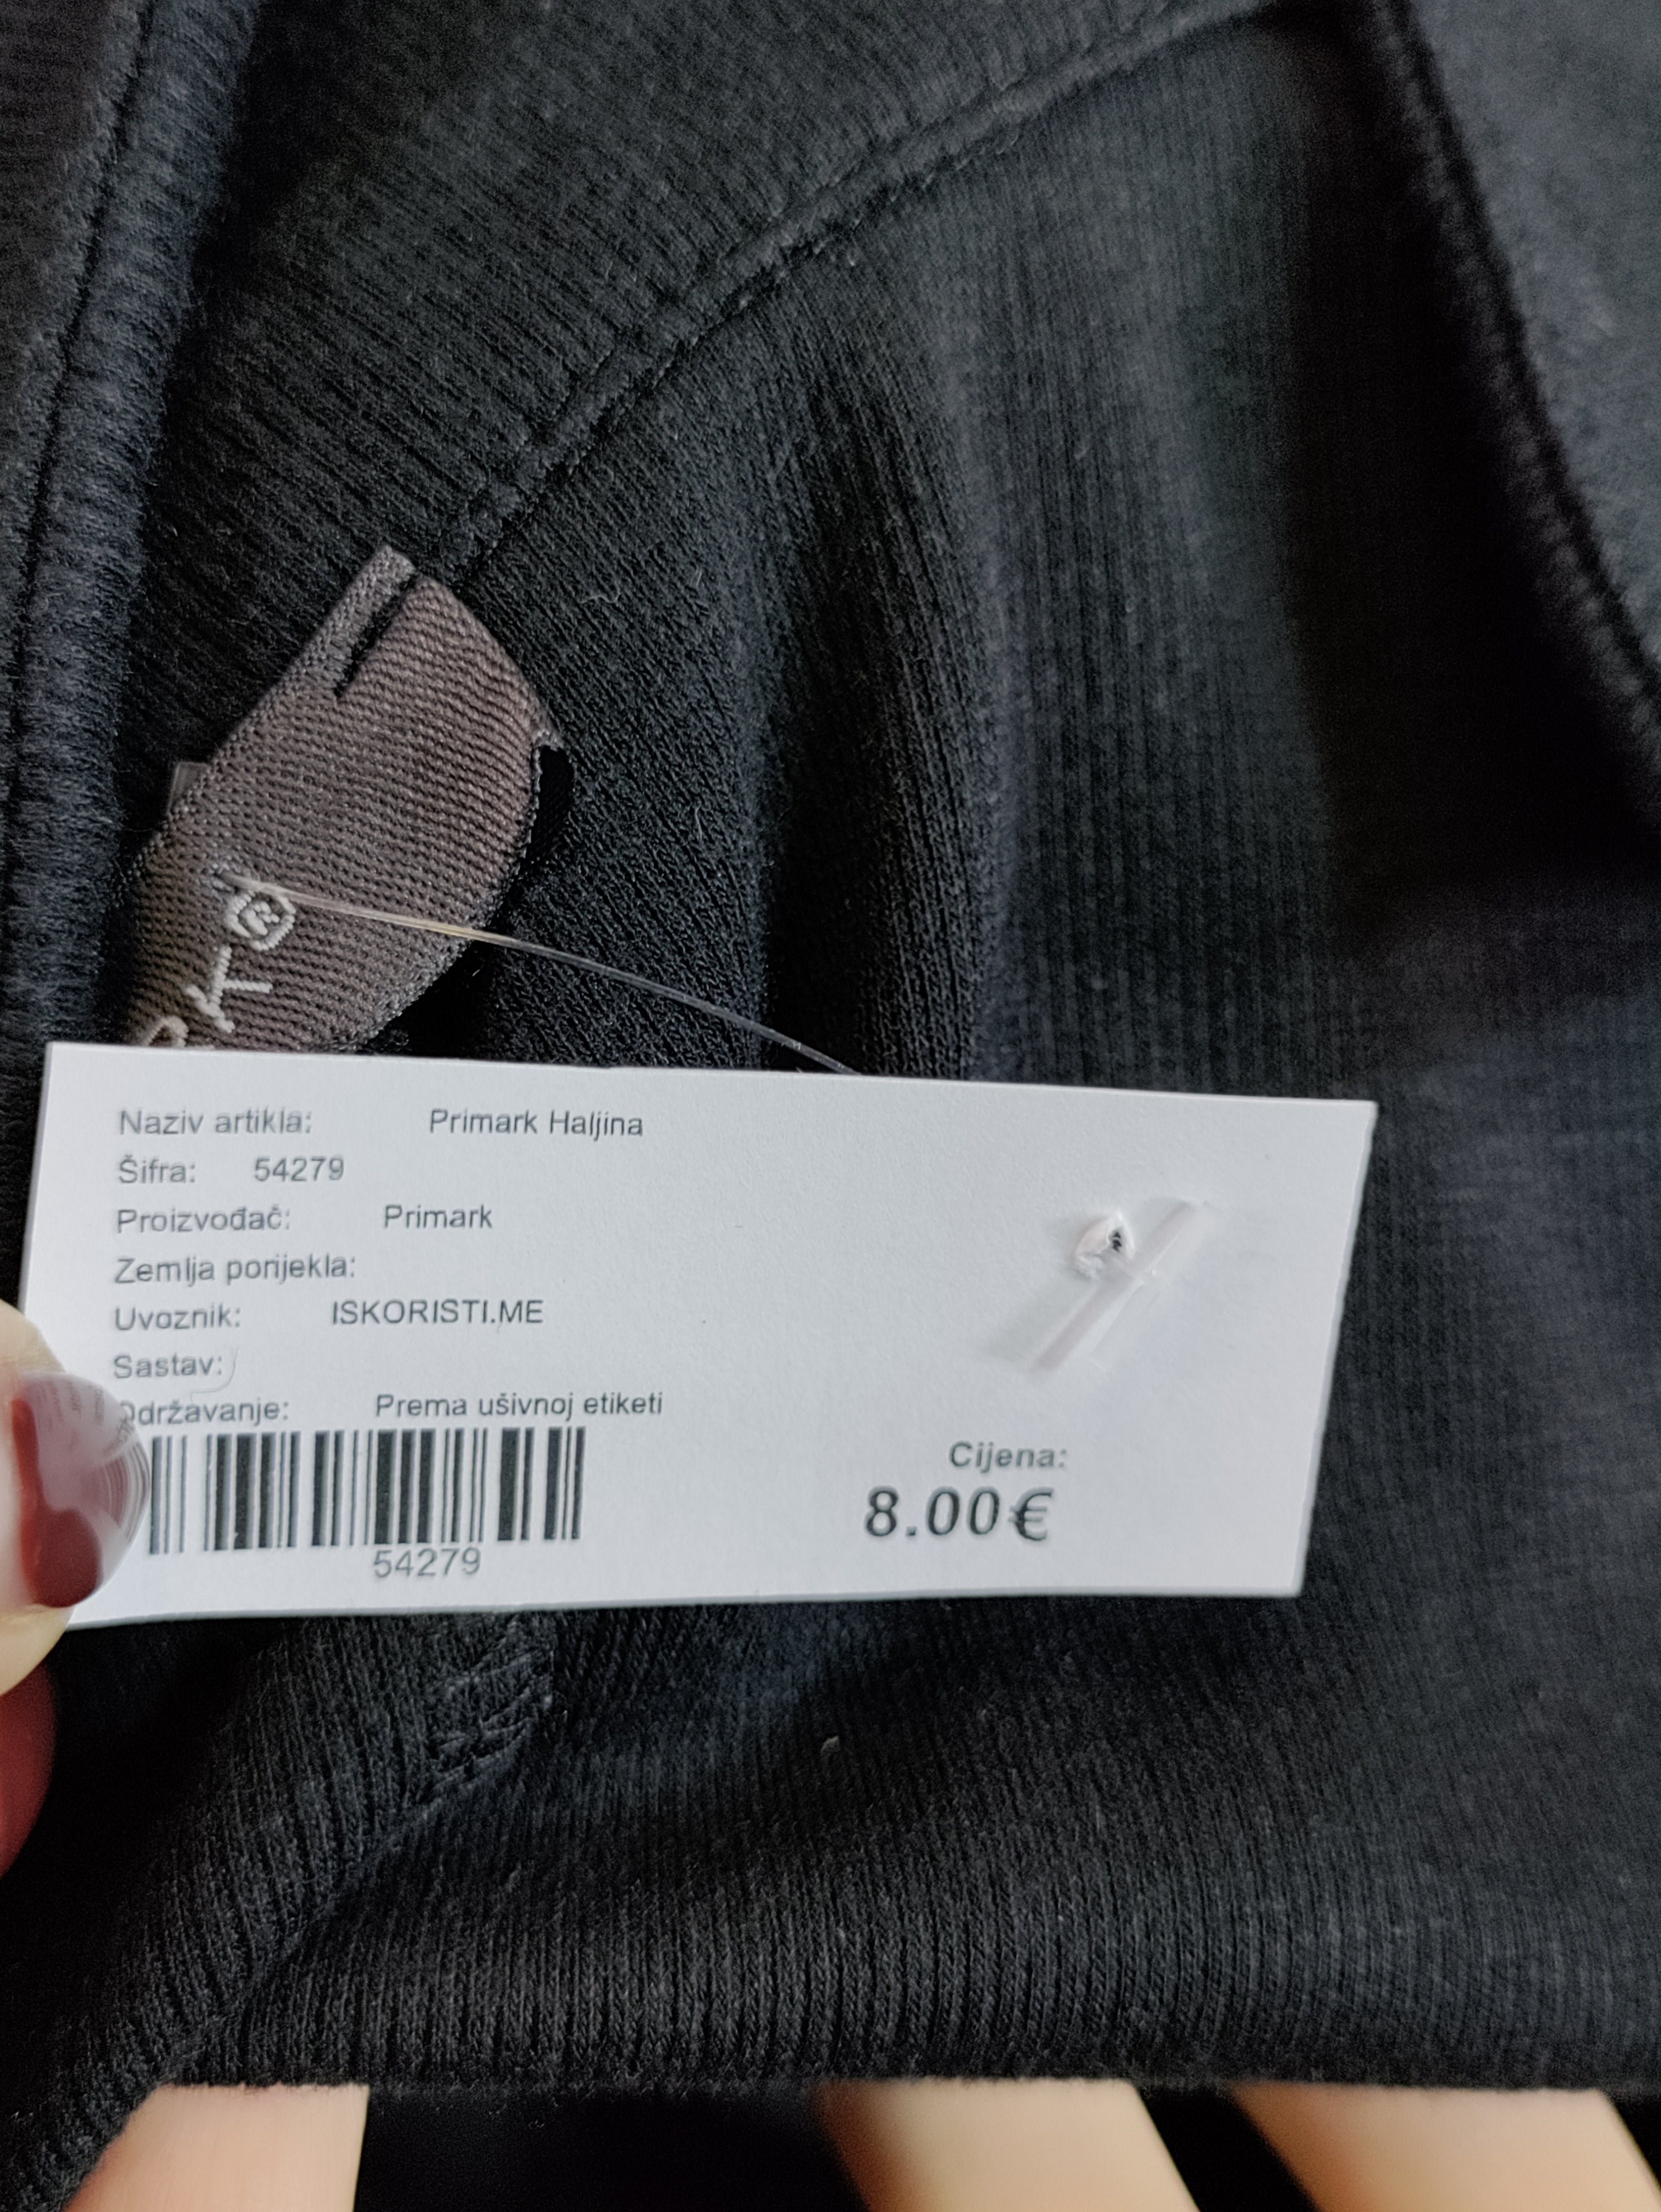 ®
Naziv artikla: Primark Haljina
Šifra: 54279
Proizvođač: Primark
Zemlja porijekla:
Uvoznik: ISKORISTI.ME
Sastav:
Održavanje: Prema ušivnoj etiketi
Cijena:
8.00€
54279